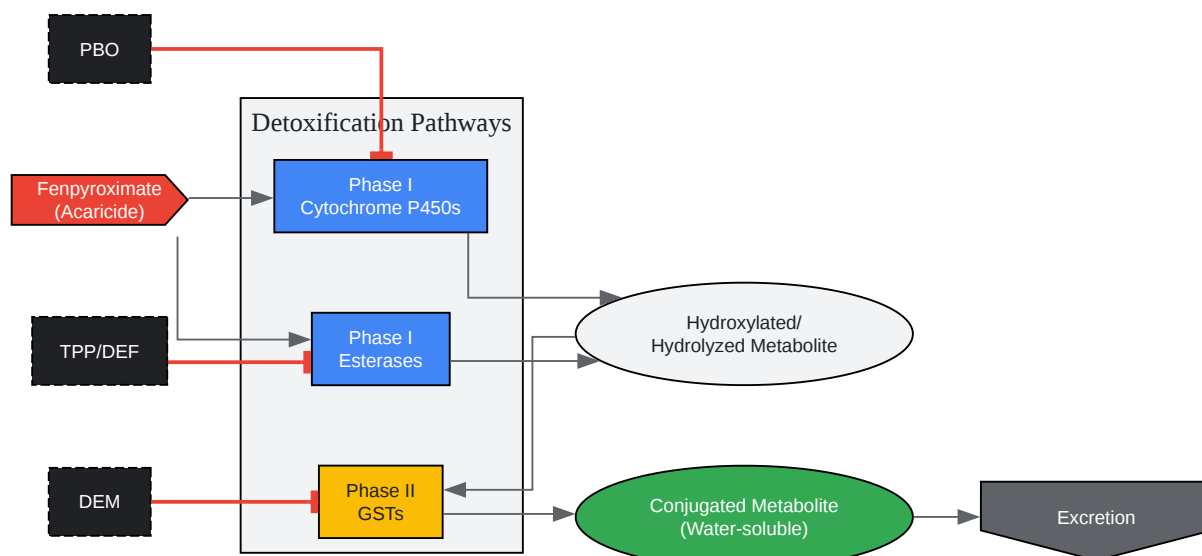 PBO
Detoxification Pathways
Phase I
Cytochrome P450s
Fenpyroximate
(Acaricide)
Hydroxylated/
Hydrolyzed Metabolite
TPP/DEF
Phase I
Esterases
DEM
Phase II
GSTs
Conjugated Metabolite
(Water-soluble)
Excretion